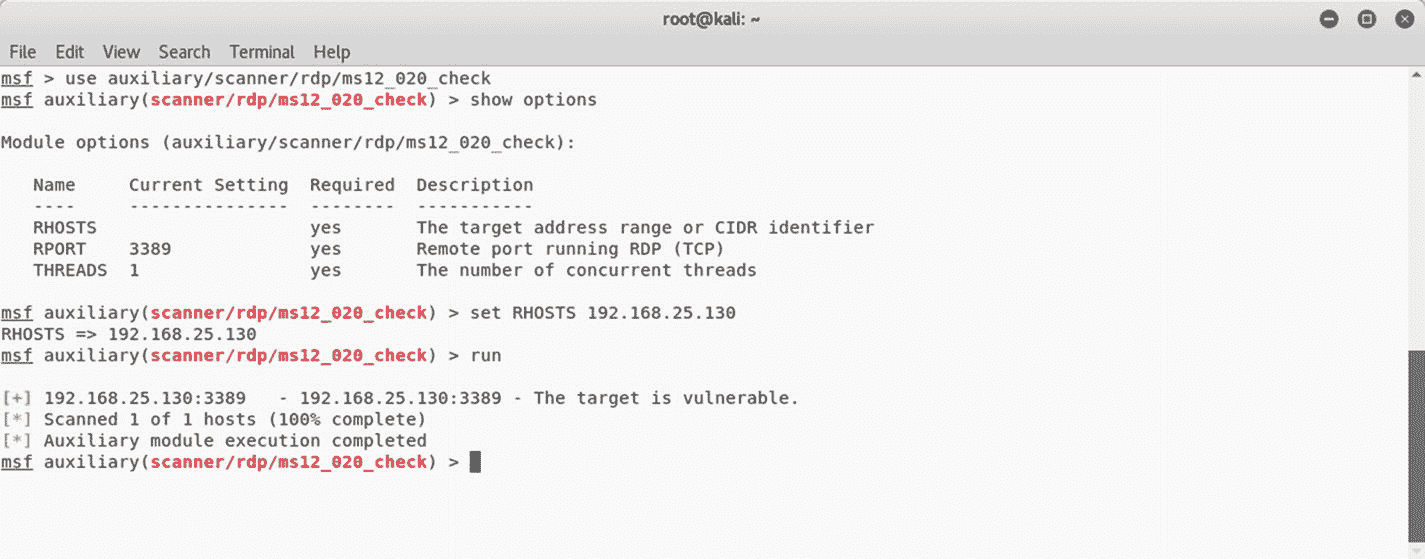 root@kali: ~
File Edit View Search Terminal Help
msf > use auxiliary/scanner/rdp/ms12_020_check
msf auxiliary(scanner/rdp/ms12_020_check) > show options
Module options (auxiliary/scanner/rdp/ms12_020_check):
Name Current Setting Required Description
---- --------------- -------- -----------
RHOSTS yes The target address range or CIDR identifier
RPORT 3389 yes Remote port running RDP (TCP)
THREADS 1 yes The number of concurrent threads
msf auxiliary(scanner/rdp/ms12_020_check) > set RHOSTS 192.168.25.130
RHOSTS => 192.168.25.130
msf auxiliary(scanner/rdp/ms12_020_check) > run
[+] 192.168.25.130:3389 - 192.168.25.130:3389 - The target is vulnerable.
[*] Scanned 1 of 1 hosts (100% complete)
[*] Auxiliary module execution completed
msf auxiliary(scanner/rdp/ms12_020_check) >